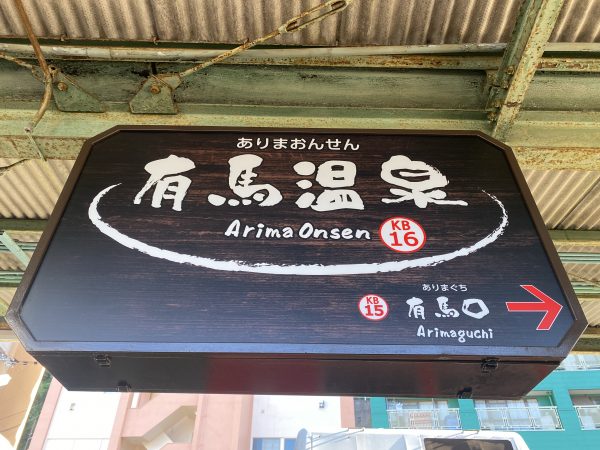 ありまおんせん
有馬温泉
Arima Onsen KB 16
ありまぐち
KB 15 有馬口
Arimaguchi